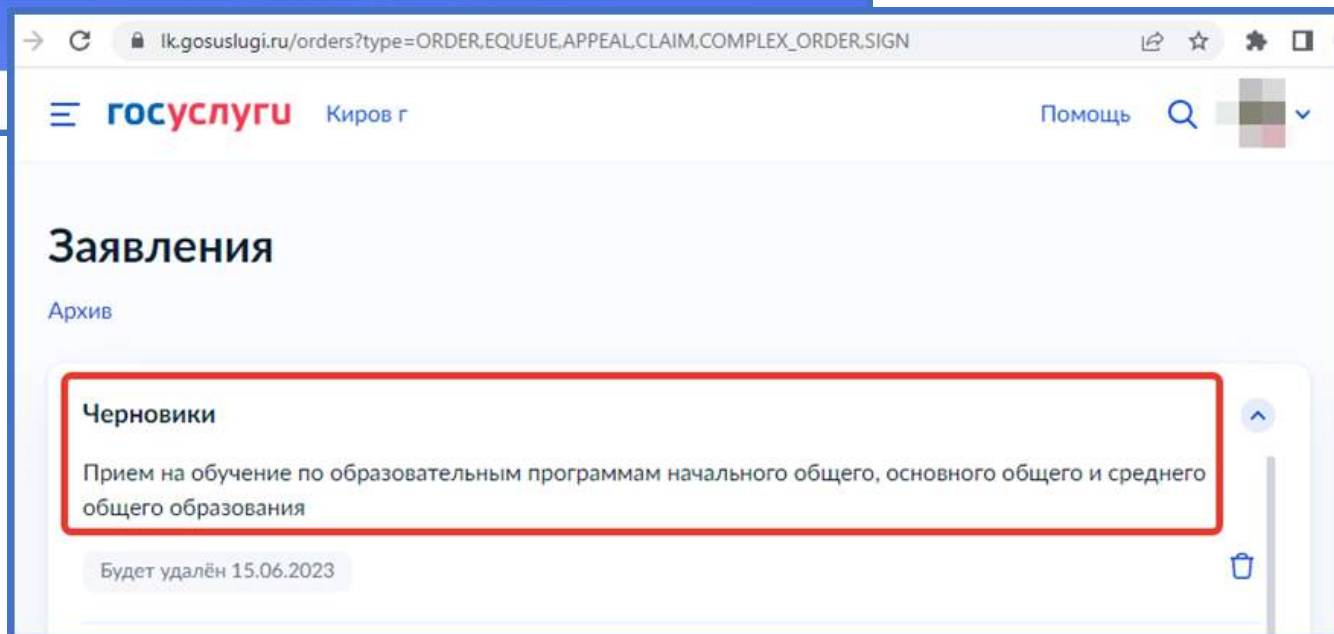 lk.gosuslugi.ru/orders?type=ORDER,EQUEUE,APPEAL,CLAIM,COMPLEX_ORDER,SIGN
госуслуги Киров г Помощь
Заявления
Архив
Черновики
Прием на обучение по образовательным программам начального общего, основного общего и среднего
общего образования
Будет удалён 15.06.2023